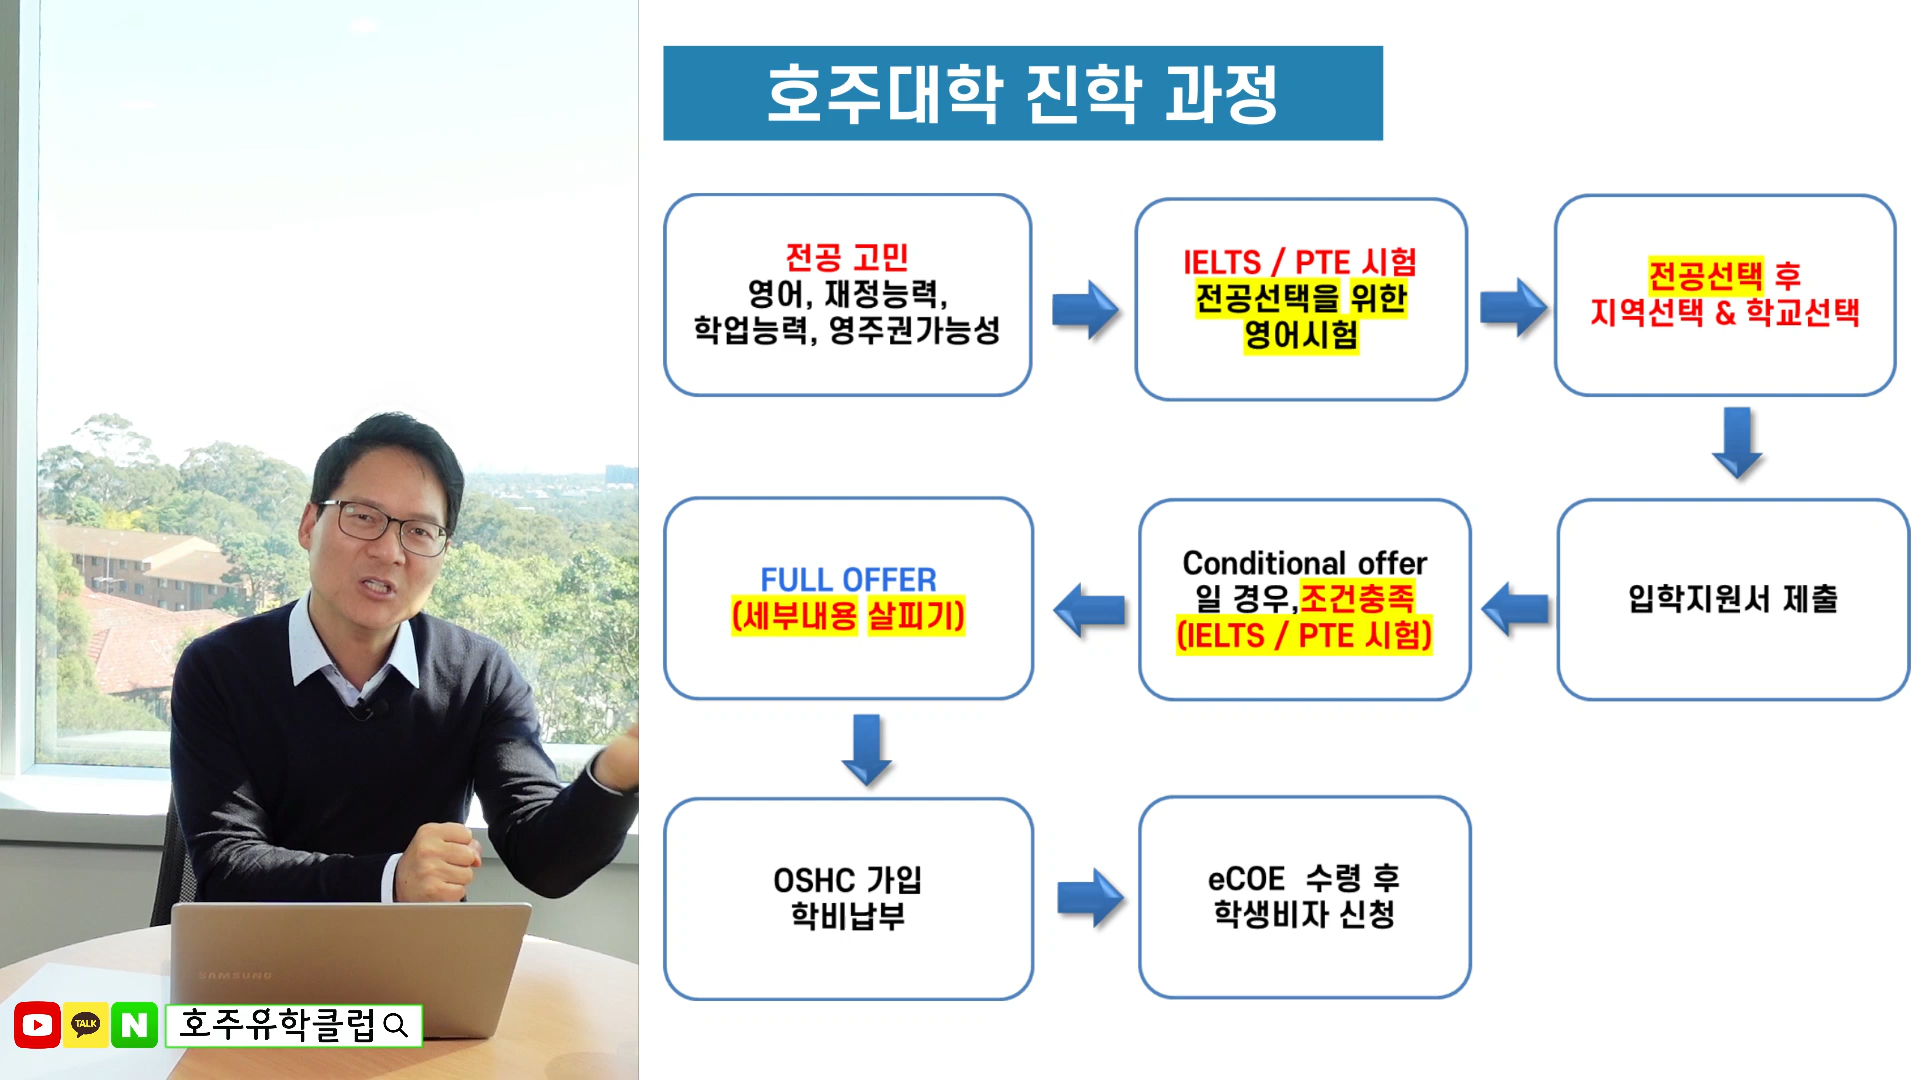 호주대학 진학 과정
전공 고민
영어, 재정능력,
학업능력, 영주권가능성
IELTS / PTE 시험
전공선택을 위한
영어시험
전공선택 후
지역선택 & 학교선택
입학지원서 제출
Conditional offer
일 경우,조건충족
(IELTS / PTE 시험)
FULL OFFER
(세부내용 살피기)
OSHC 가입
학비납부
eCOE 수령 후
학생비자 신청
SAMSUNG
TALK
N
호주유학클럽